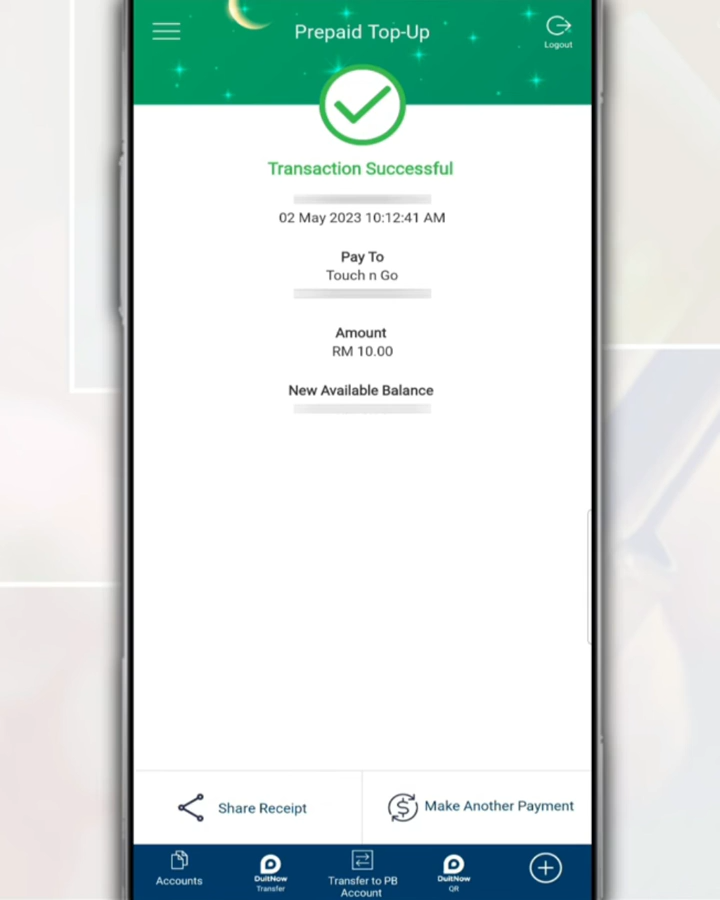 Prepaid Top-Up
Logout
Transaction Successful
02 May 2023 10:12:41 AM
Pay To
Touch n Go
Amount
RM 10.00
New Available Balance
Share Receipt
Make Another Payment
Accounts
DuitNow
Transfer
Transfer to PB
Account
DuitNow
QR